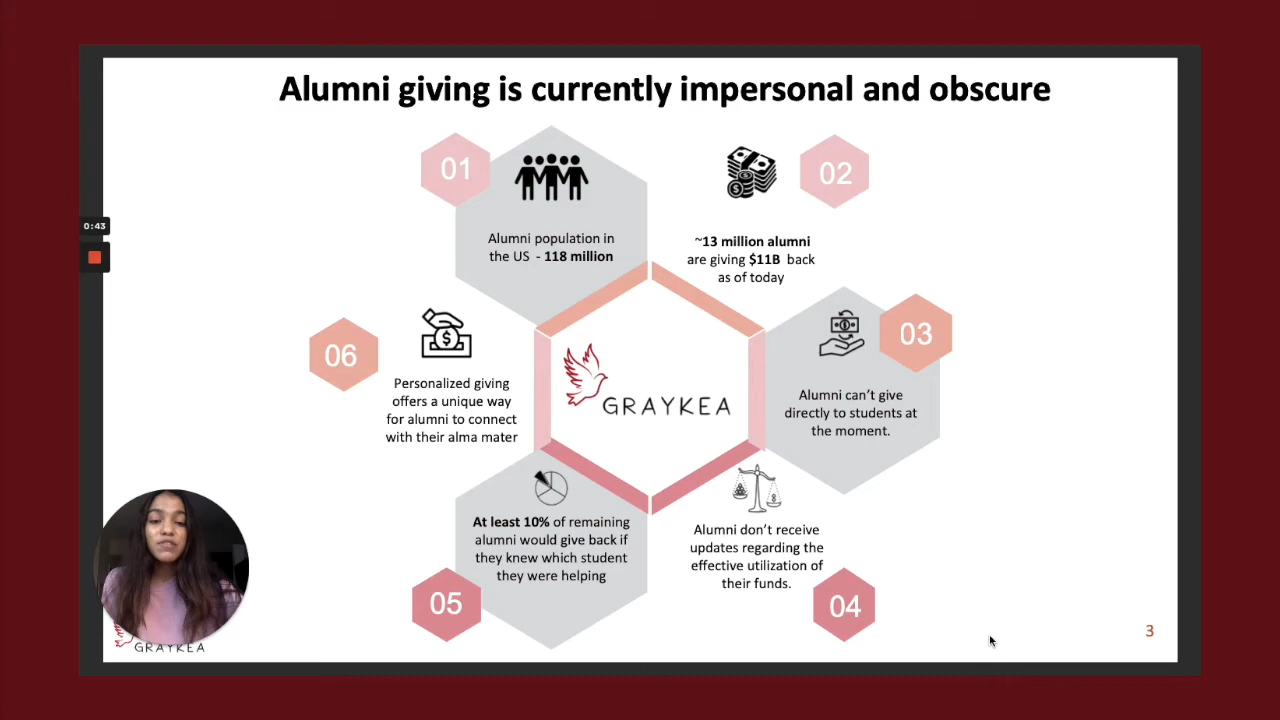 Alumni giving is currently impersonal and obscure
01
Alumni population in
the US - 118 million
02
~13 million alumni
are giving $11B back
as of today
03
Alumni can't give
directly to students at
the moment.
04
Alumni don't receive
updates regarding the
effective utilization of
their funds.
05
At least 10% of remaining
alumni would give back if
they knew which student
they were helping
06
Personalized giving
offers a unique way
for alumni to connect
with their alma mater
GRAYKEA
0:43
GRAYKEA
3